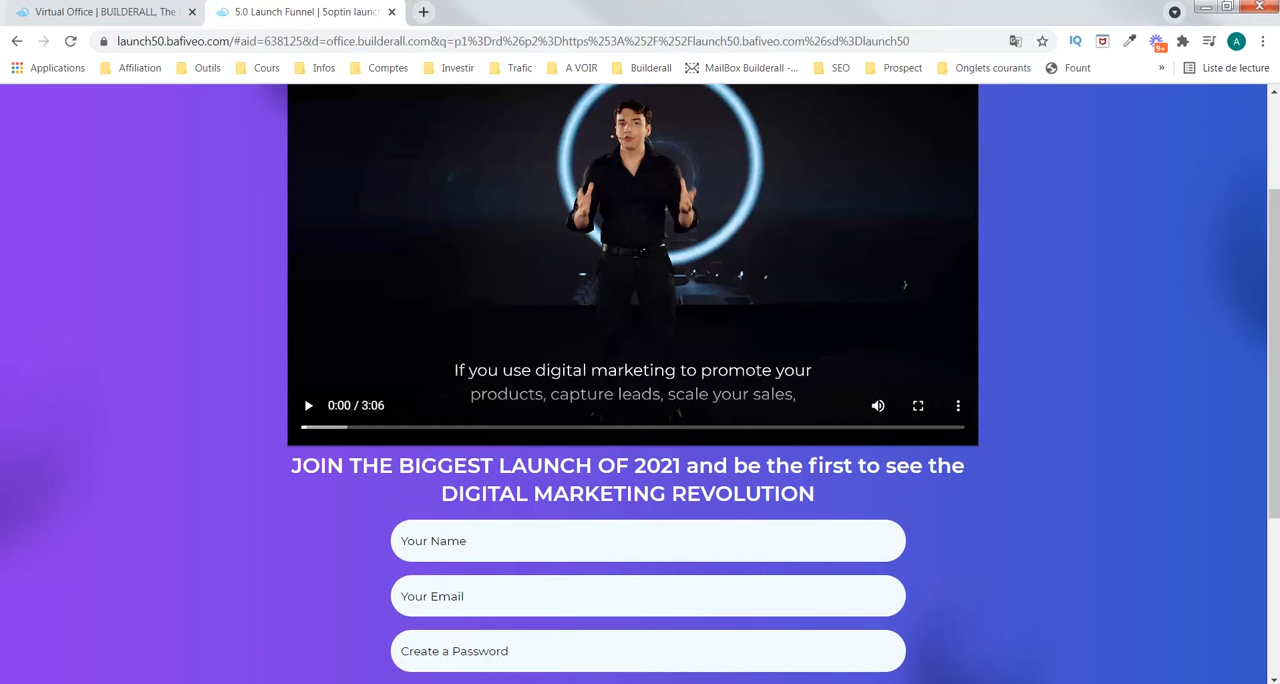 Virtual Office | BUILDERALL, The
5.0 Launch Funnel | 5optin launc
launch50.bafiveo.com/#aid=638125&d=office.builderall.com&q=p1%3Drd%26p2%3Dhttps%253A%252F%252Flaunch50.bafiveo.com%26sd%3Dlaunch50
IQ
9+
A
Applications
Affiliation
Outils
Cours
Infos
Comptes
Investir
Trafic
A VOIR
Builderall
MailBox Builderall -...
SEO
Prospect
Onglets courants
Fount
»
Liste de lecture
If you use digital marketing to promote your
products, capture leads, scale your sales,
0:00 / 3:06
JOIN THE BIGGEST LAUNCH OF 2021 and be the first to see the
DIGITAL MARKETING REVOLUTION
Your Name
Your Email
Create a Password